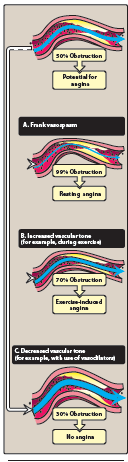 50% Obstruction
Potential for
angina
A. Frank vasospasm
99% Obstruction
Resting angina
B. Increased vascular tone
(for example, during exercise)
70% Obstruction
Exercise-induced
angina
C. Decreased vascular tone
(for example, with use of vasodilators)
30% Obstruction
No angina